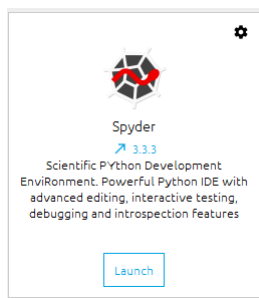 Spyder
3.3.3
Scientific PYthon Development
EnviRonment. Powerful Python IDE with
advanced editing, interactive testing,
debugging and introspection features
Launch